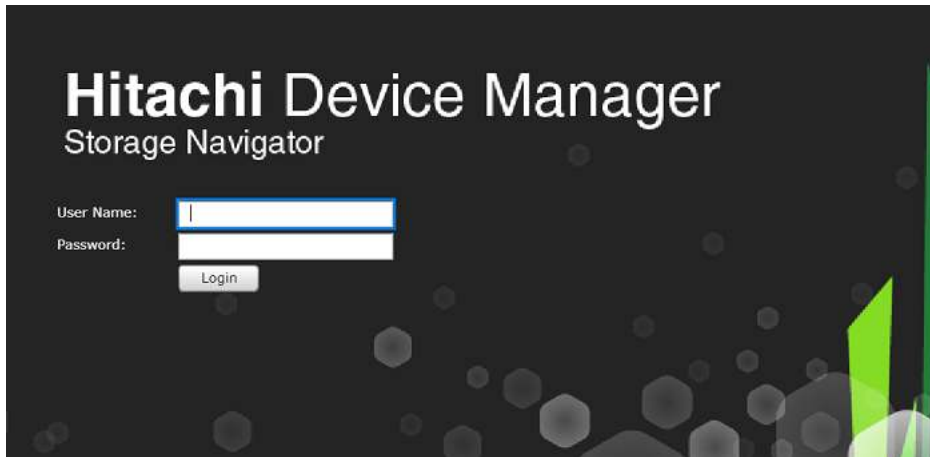 Hitachi Device Manager
Storage Navigator
User Name:
Password:
Login